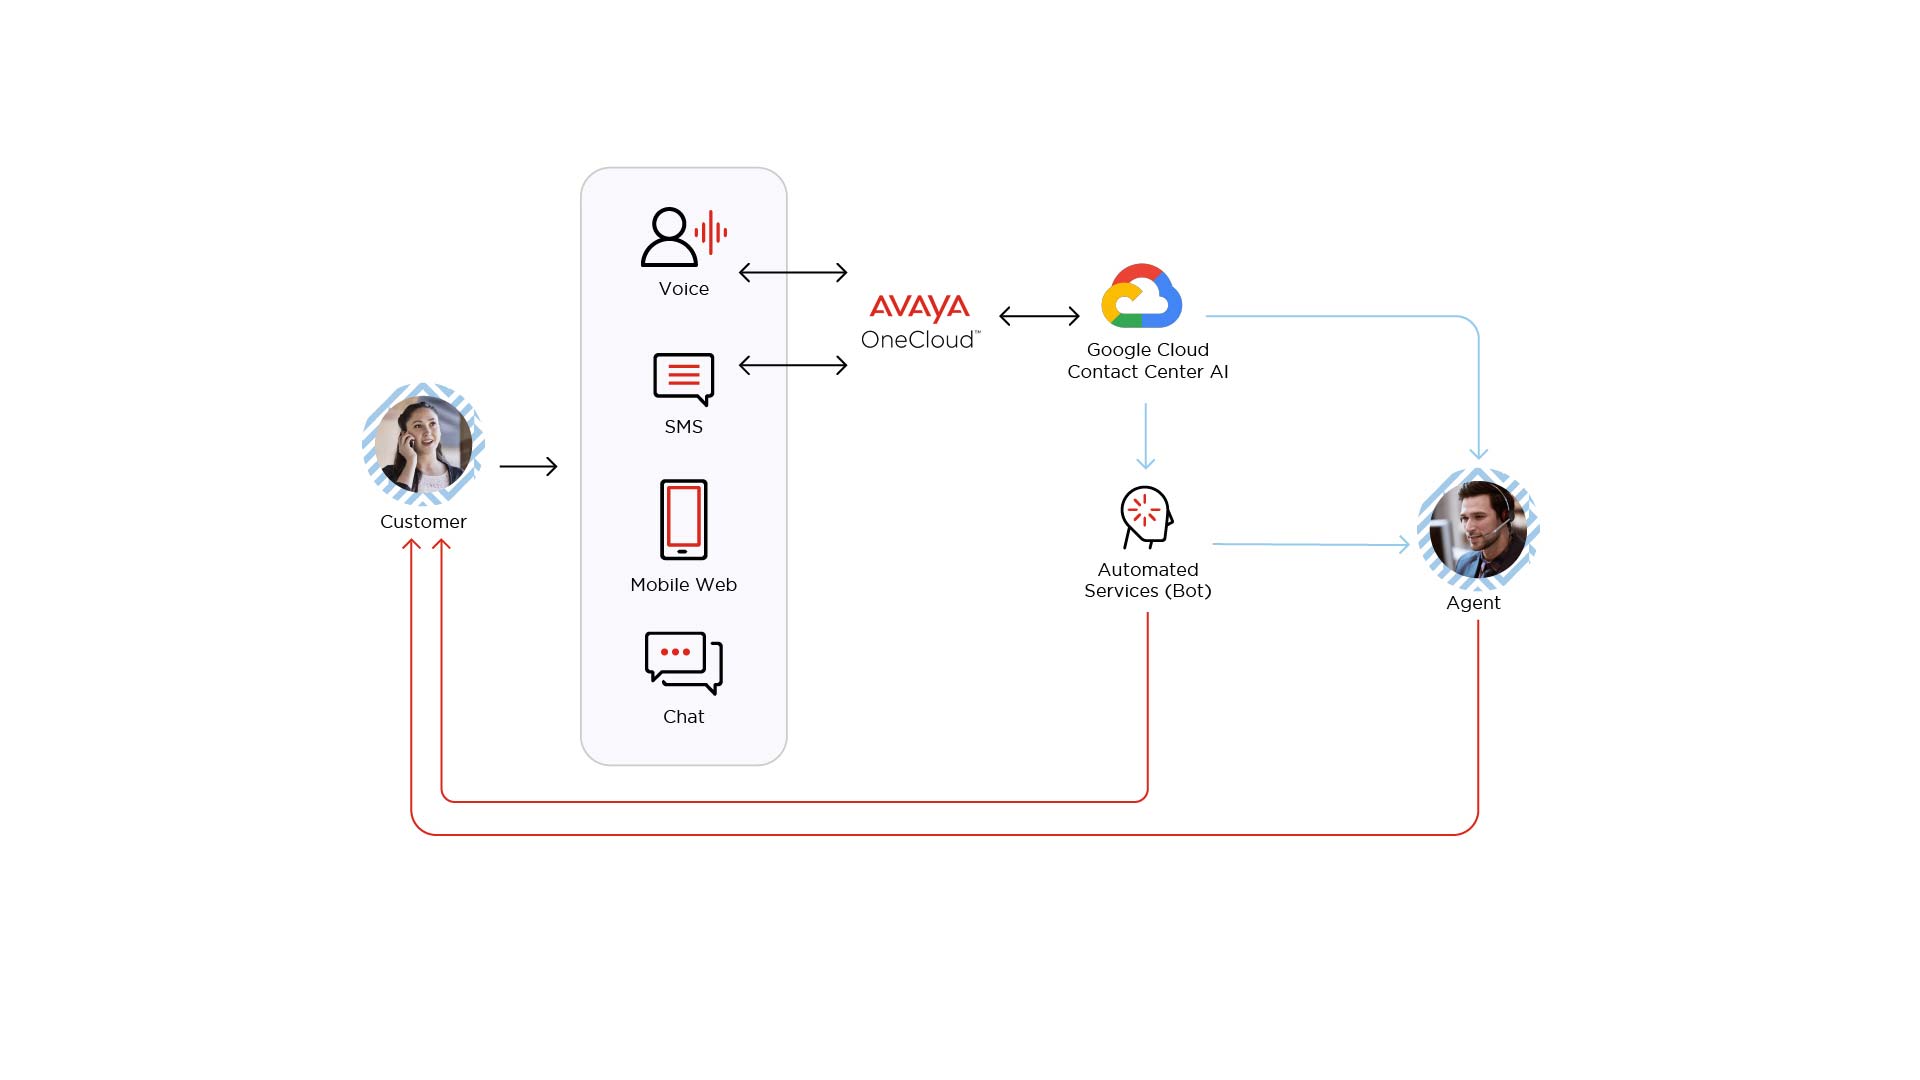 Voice
SMS
Mobile Web
Chat
Customer
AVAYA
OneCloud™
Google Cloud
Contact Center AI
Automated
Services (Bot)
Agent